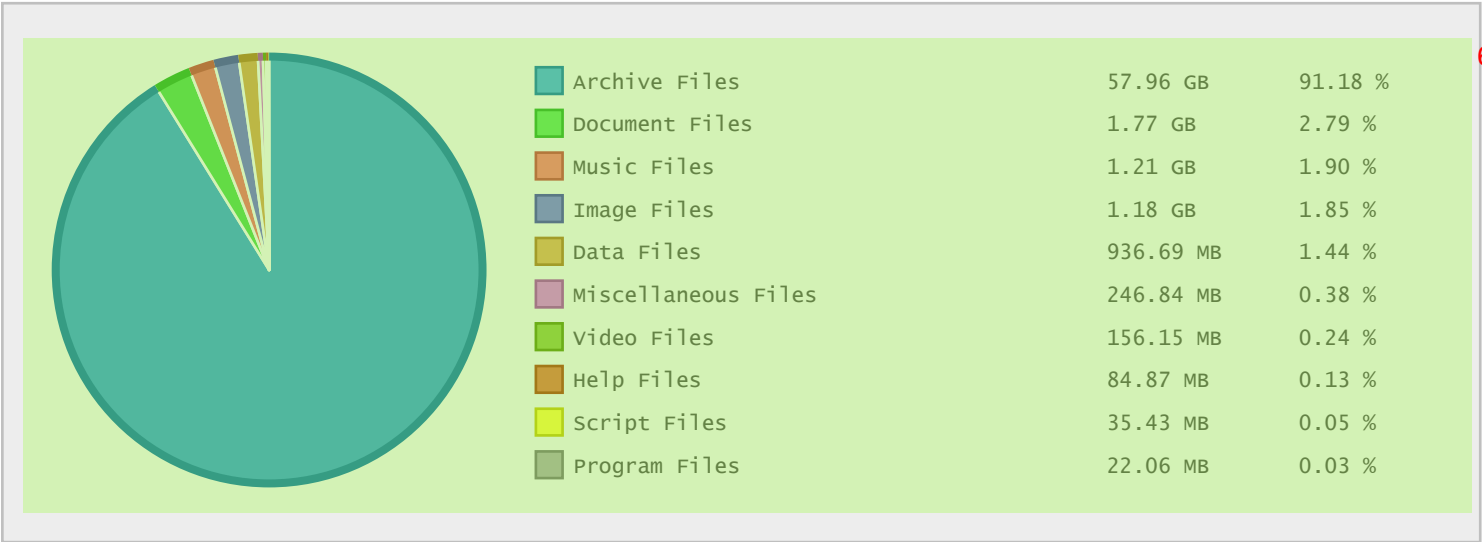 Archive Files 57.96 GB 91.18 %
Document Files 1.77 GB 2.79 %
Music Files 1.21 GB 1.90 %
Image Files 1.18 GB 1.85 %
Data Files 936.69 MB 1.44 %
Miscellaneous Files 246.84 MB 0.38 %
Video Files 156.15 MB 0.24 %
Help Files 84.87 MB 0.13 %
Script Files 35.43 MB 0.05 %
Program Files 22.06 MB 0.03 %